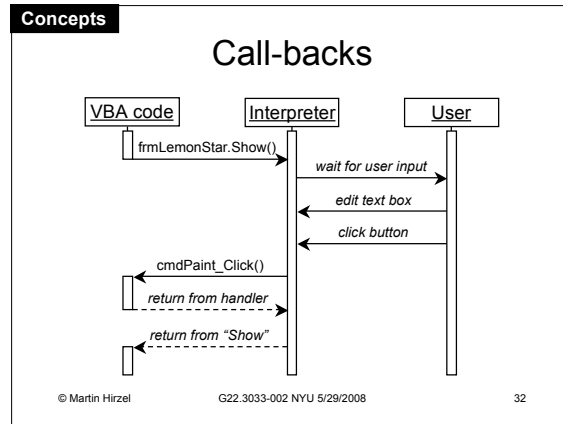 Concepts
Call-backs
VBA code
Interpreter
User
frmLemonStar.Show()
wait for user input
edit text box
click button
cmdPaint_Click()
return from handler
return from “Show”
© Martin Hirzel
G22.3033-002 NYU 5/29/2008
32